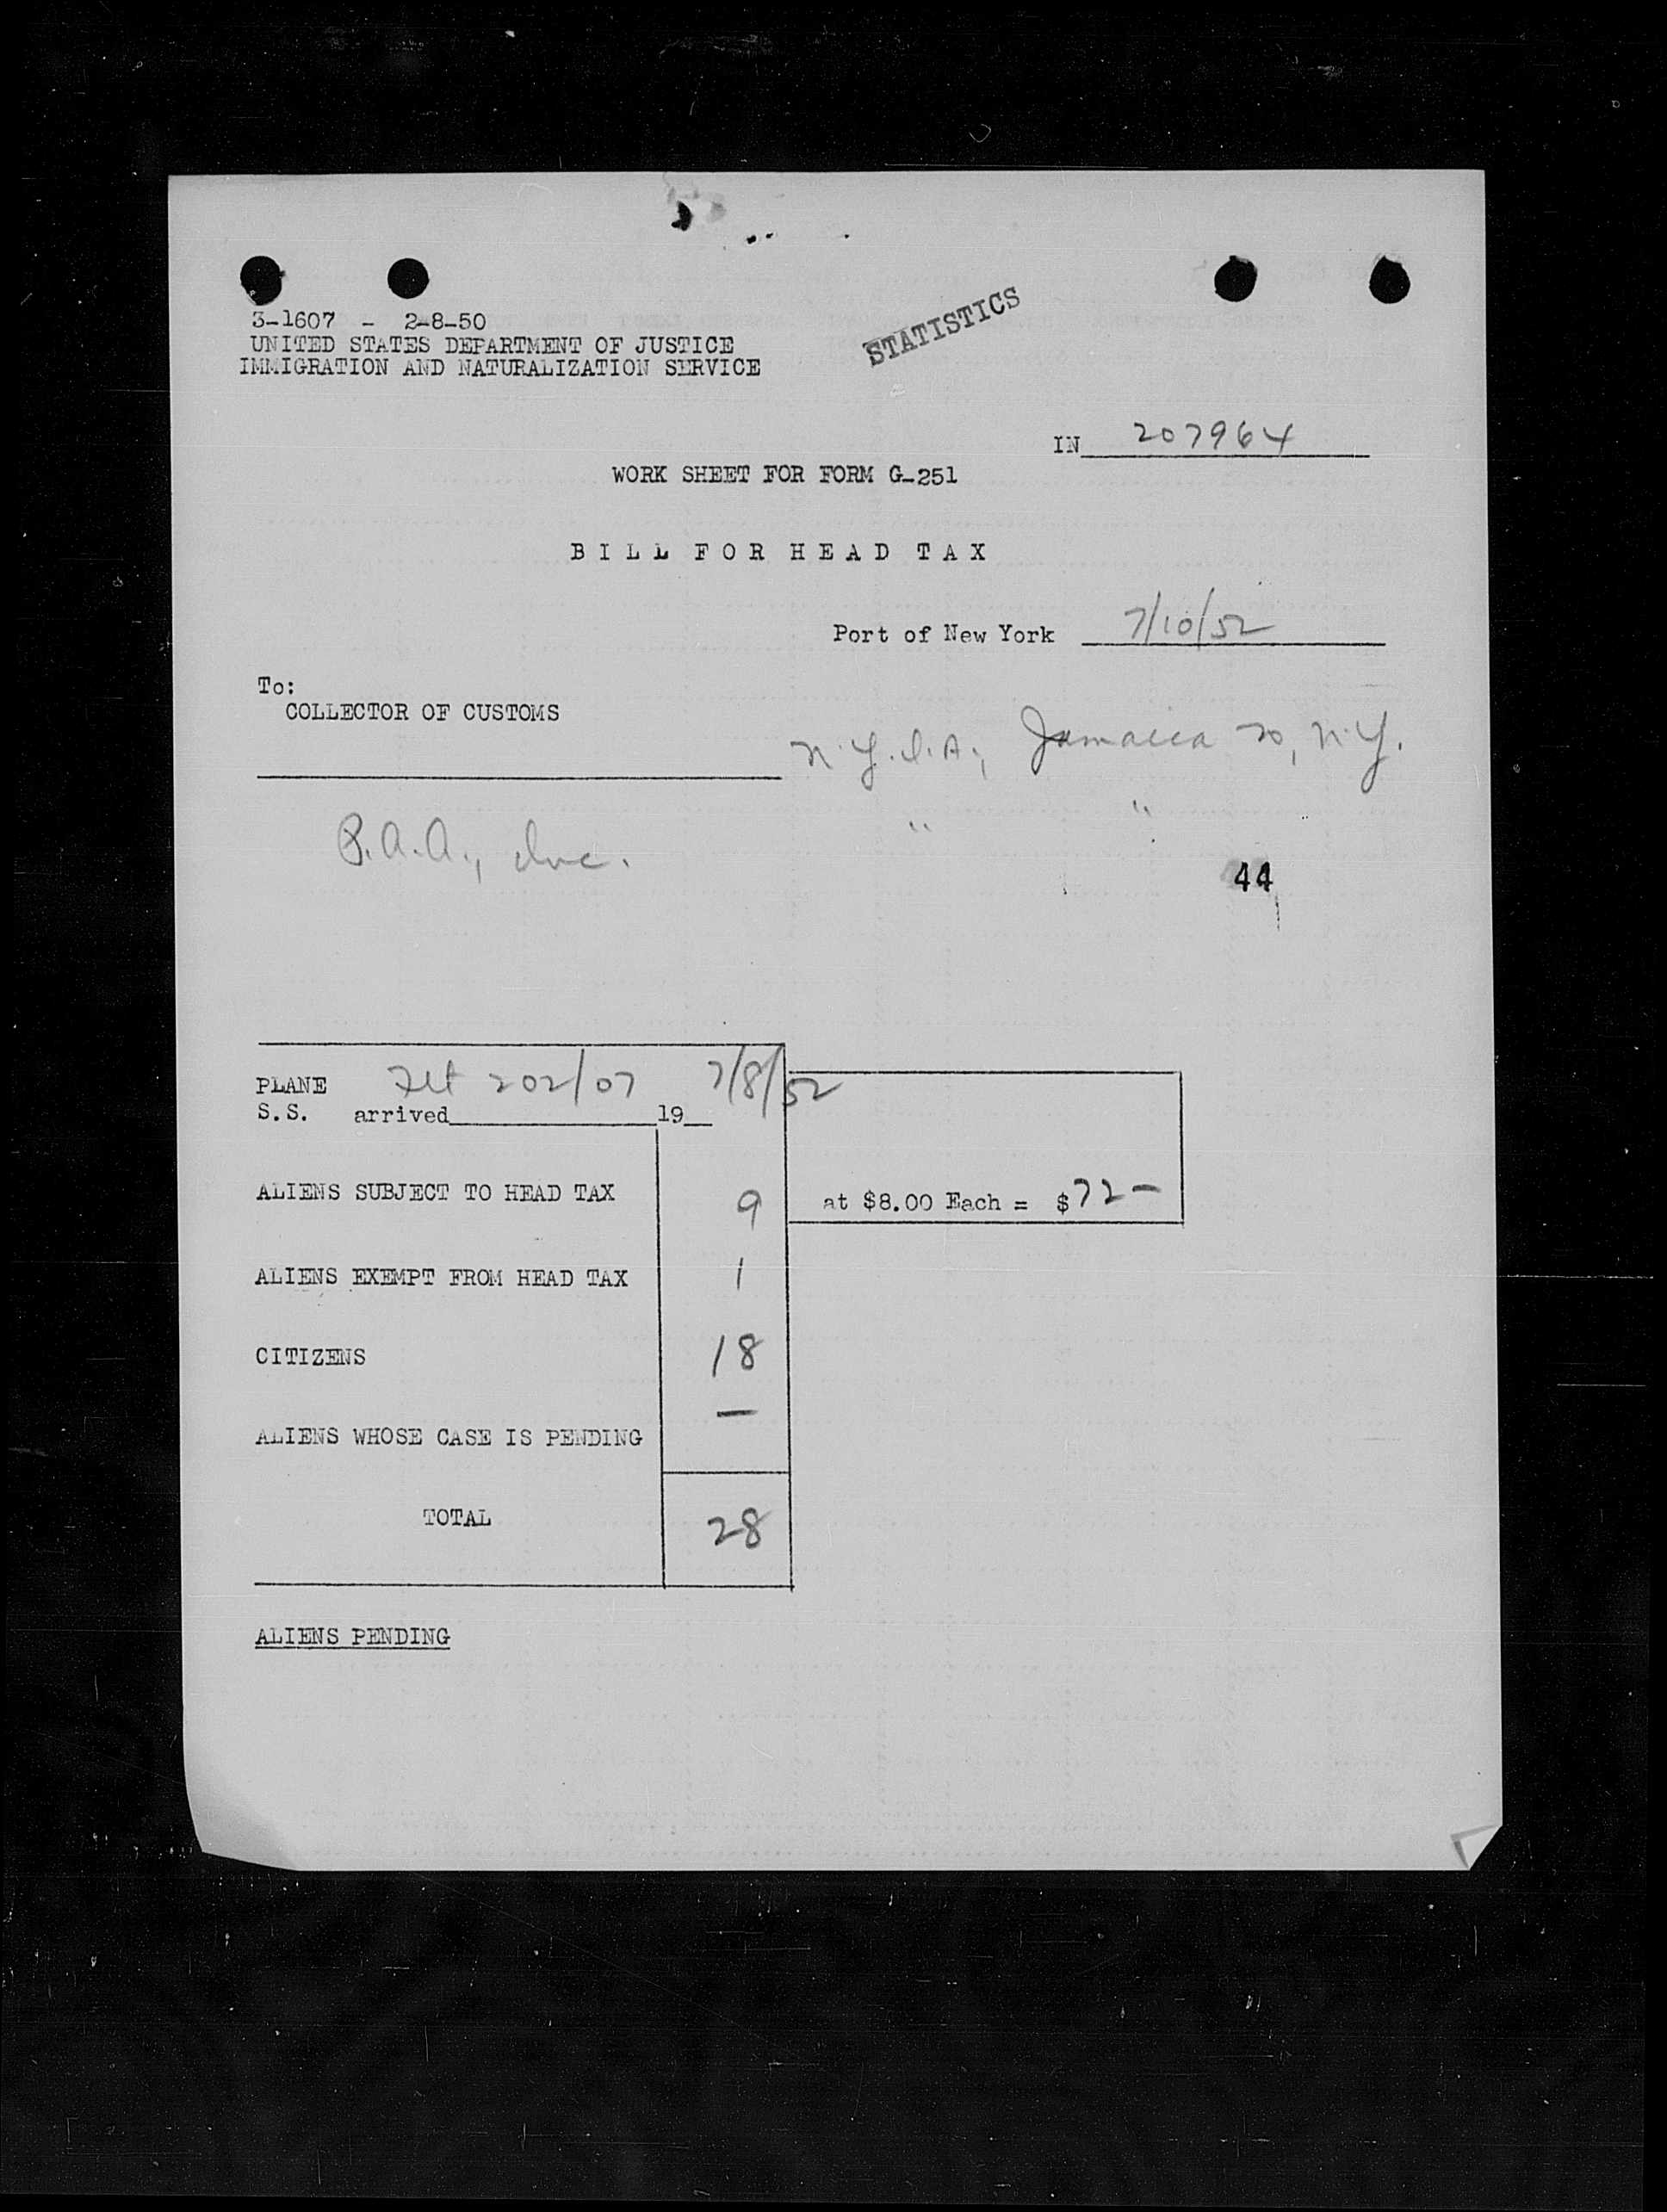 3-1607 - 2-8-50
UNITED STATES DEPARTMENT OF JUSTICE
IMMIGRATION AND NATURALIZATION SERVICE
STATISTICS
IN 207964
WORK SHEET FOR FORM G-251
BILL FOR HEAD TAX
Port of New York 7/10/52
To:
COLLECTOR OF CUSTOMS
N.Y.I.A., Jamaica 20, N.Y.
P.A.A., Inc. " "
44
PLANE Flt 202/07 7/8/52
S.S. arrived 19
ALIENS SUBJECT TO HEAD TAX 9 at $8.00 Each = $72-
ALIENS EXEMPT FROM HEAD TAX 1
CITIZENS 18
ALIENS WHOSE CASE IS PENDING —
TOTAL 28
ALIENS PENDING